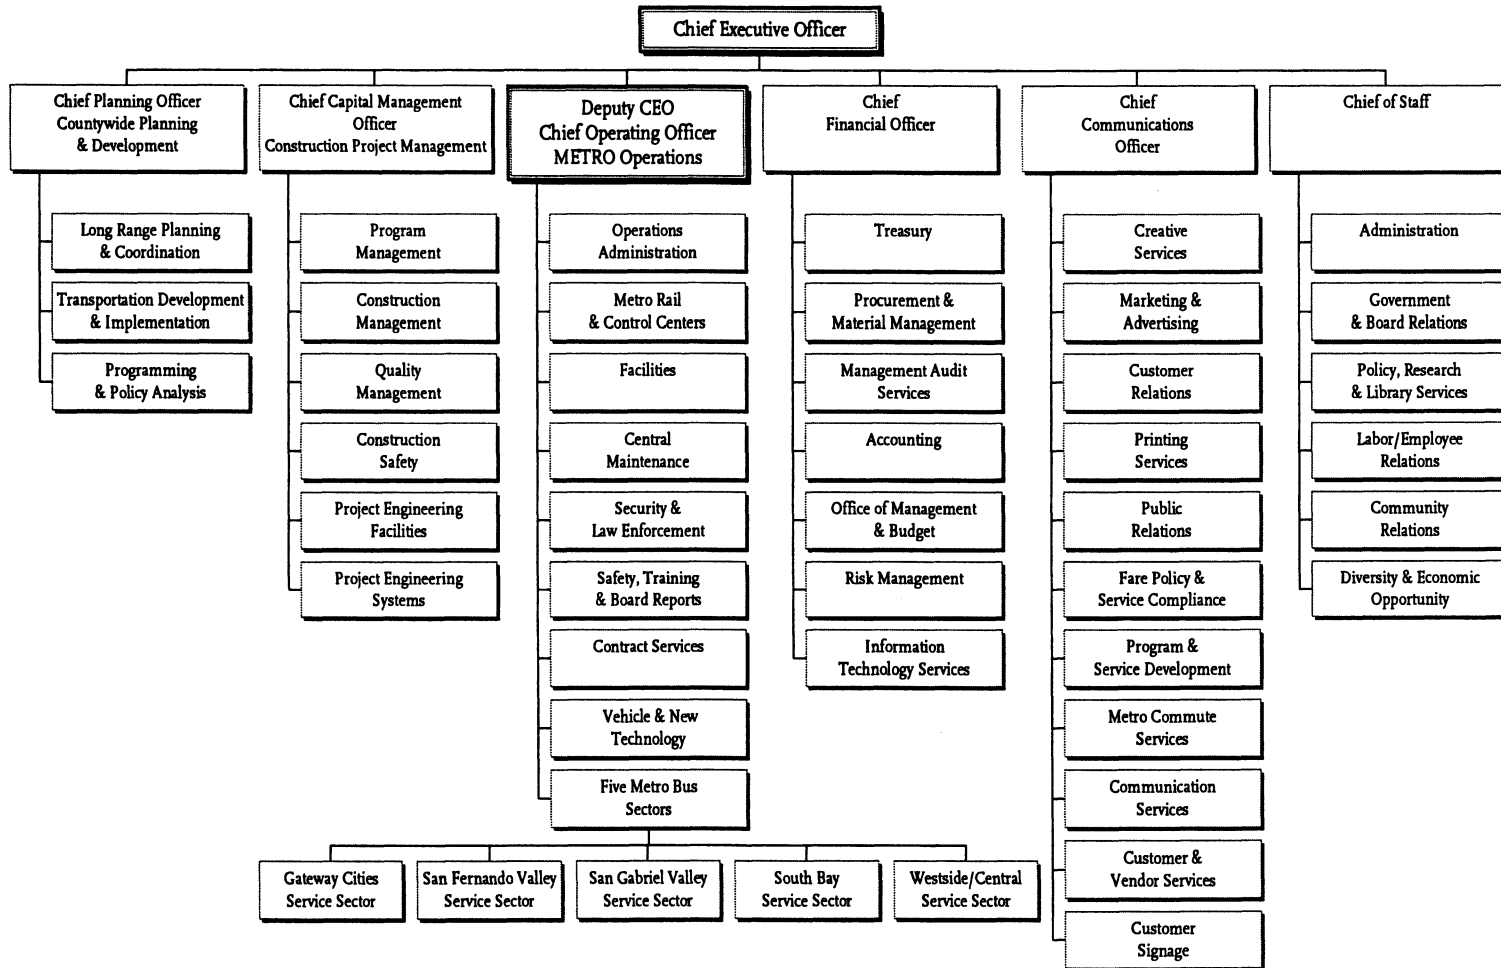 Chief Executive Officer
Chief Planning Officer
Countywide Planning
& Development
Long Range Planning
& Coordination
Transportation Development
& Implementation
Programming
& Policy Analysis
Chief Capital Management
Officer
Construction Project Management
Program
Management
Construction
Management
Quality
Management
Construction
Safety
Project Engineering
Facilities
Project Engineering
Systems
Deputy CEO
Chief Operating Officer
METRO Operations
Operations
Administration
Metro Rail
& Control Centers
Facilities
Central
Maintenance
Security &
Law Enforcement
Safety, Training
& Board Reports
Contract Services
Vehicle & New
Technology
Five Metro Bus
Sectors
Gateway Cities
Service Sector
San Fernando Valley
Service Sector
San Gabriel Valley
Service Sector
South Bay
Service Sector
Westside/Central
Service Sector
Chief
Financial Officer
Treasury
Procurement &
Material Management
Management Audit
Services
Accounting
Office of Management
& Budget
Risk Management
Information
Technology Services
Chief
Communications
Officer
Creative
Services
Marketing &
Advertising
Customer
Relations
Printing
Services
Public
Relations
Fare Policy &
Service Compliance
Program &
Service Development
Metro Commute
Services
Communication
Services
Customer &
Vendor Services
Customer
Signage
Chief of Staff
Administration
Government
& Board Relations
Policy, Research
& Library Services
Labor/Employee
Relations
Community
Relations
Diversity & Economic
Opportunity